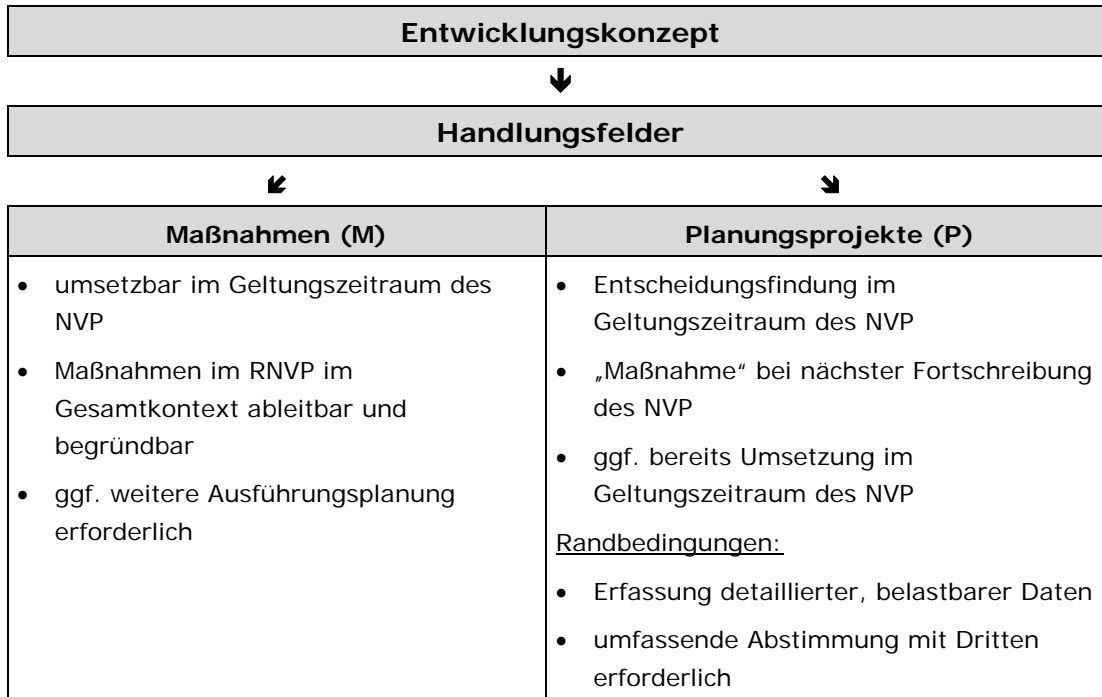 Entwicklungskonzept
🡻
Handlungsfelder
🡿 🡾
Maßnahmen (M)
• umsetzbar im Geltungszeitraum des
NVP
• Maßnahmen im RNVP im
Gesamtkontext ableitbar und
begründbar
• ggf. weitere Ausführungsplanung
erforderlich
Planungsprojekte (P)
• Entscheidungsfindung im
Geltungszeitraum des NVP
• „Maßnahme“ bei nächster Fortschreibung
des NVP
• ggf. bereits Umsetzung im
Geltungszeitraum des NVP
Randbedingungen:
• Erfassung detaillierter, belastbarer Daten
• umfassende Abstimmung mit Dritten
erforderlich